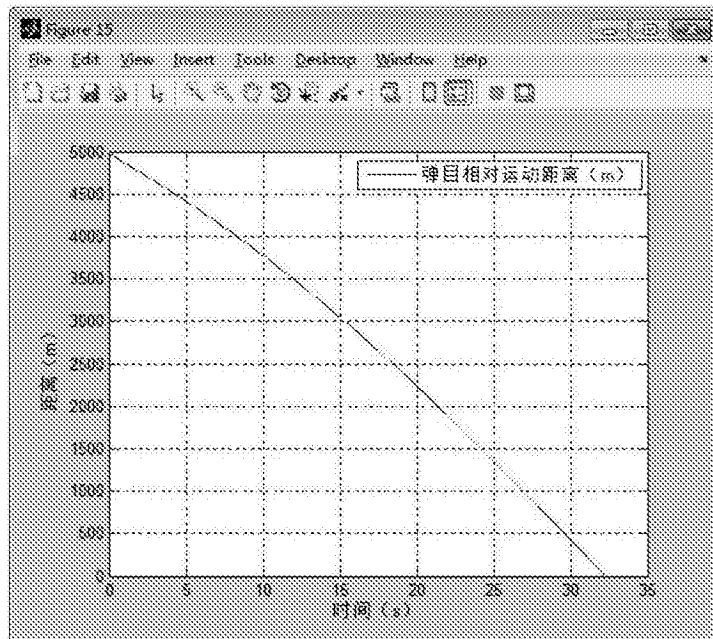 Figure 15
File Edit View Insert Tools Desktop Window Help
弹目相对运动距离（m）
5000
4500
4000
3500
3000
2500
2000
1500
1000
500
0
距离（m）
0 5 10 15 20 25 30 35
时间（s）